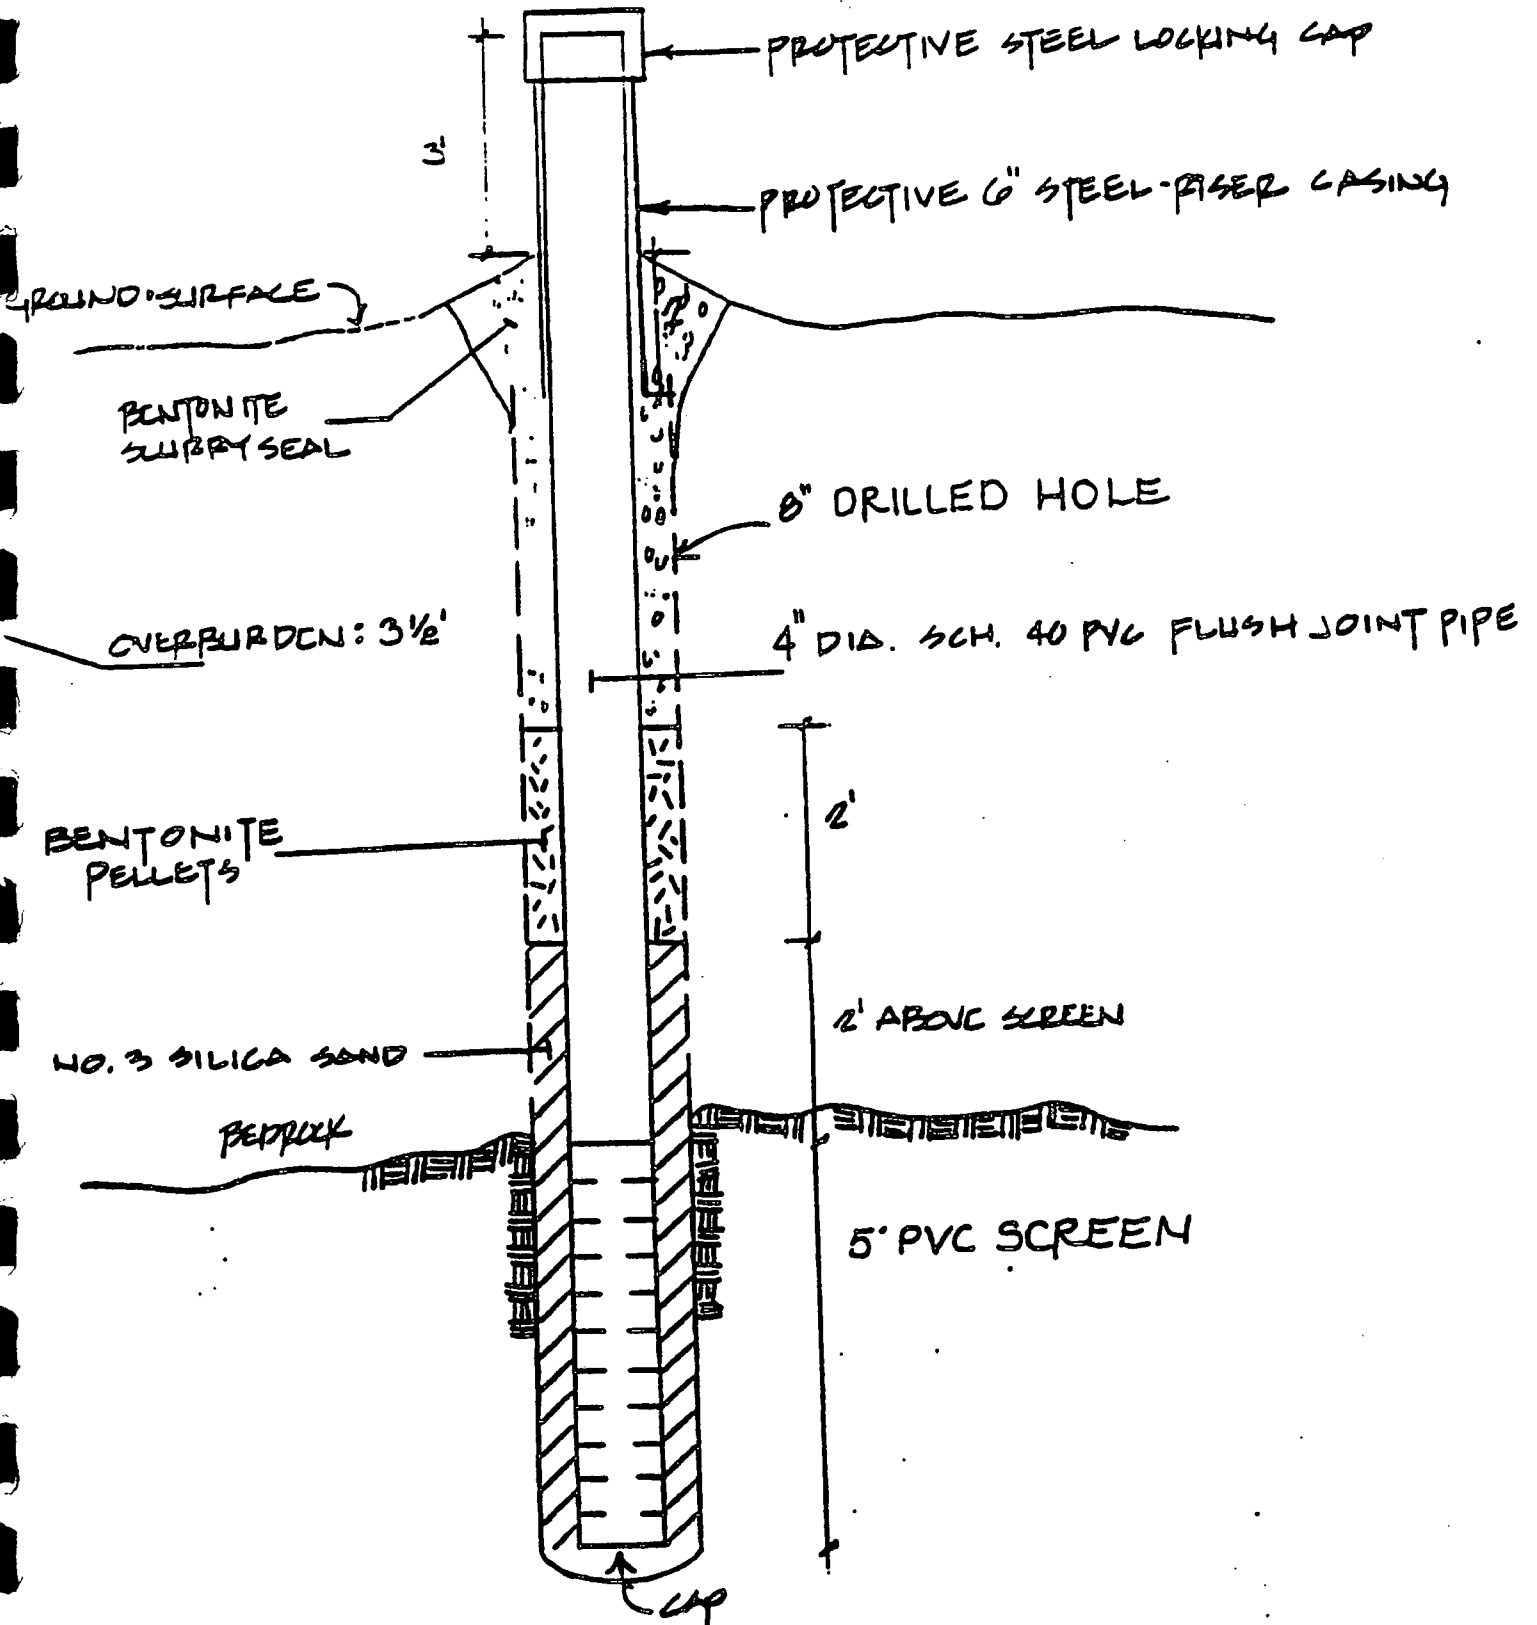 PROTECTIVE STEEL LOCKING CAP
3'
PROTECTIVE 6" STEEL-RISER CASING
GROUND SURFACE
BENTONITE
SLURRY SEAL
8" DRILLED HOLE
OVERBURDEN: 3 1/2'
4" DIA. SCH. 40 PVC FLUSH JOINT PIPE
2'
BENTONITE
PELLETS
2' ABOVE SCREEN
NO. 3 SILICA SAND
BEDROCK
5' PVC SCREEN
CAP